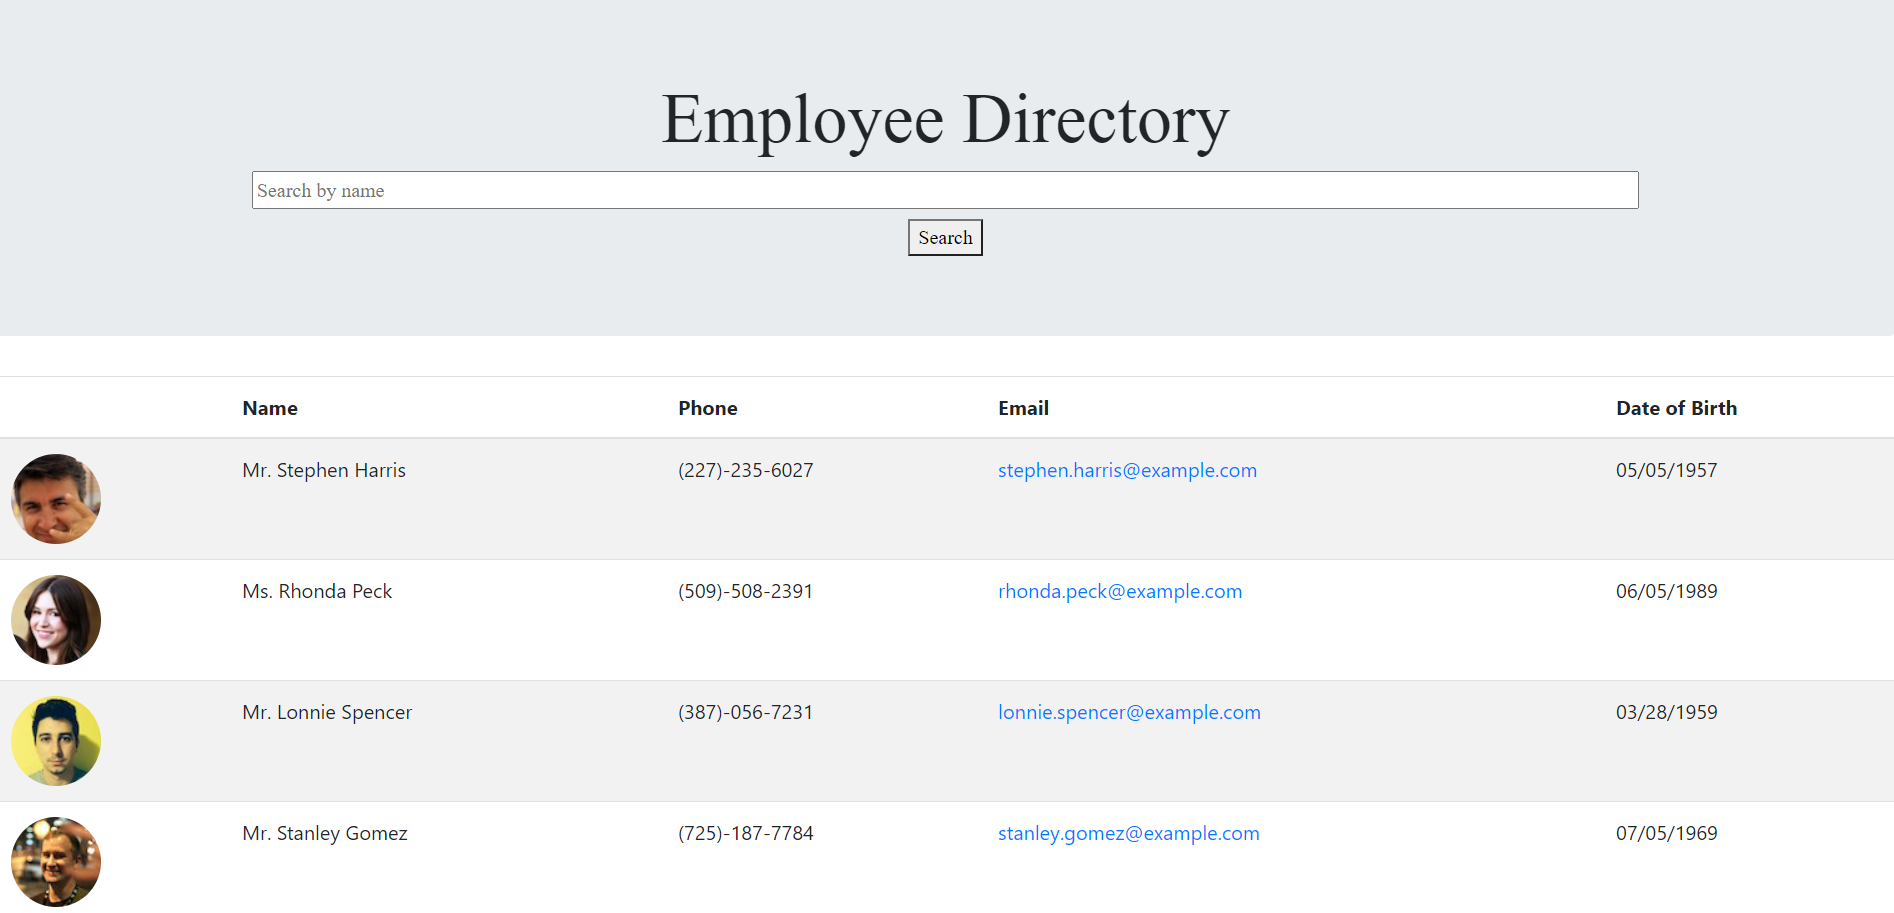 Employee Directory
Search by name
Search
Name Phone Email Date of Birth
Mr. Stephen Harris (227)-235-6027 stephen.harris@example.com 05/05/1957
Ms. Rhonda Peck (509)-508-2391 rhonda.peck@example.com 06/05/1989
Mr. Lonnie Spencer (387)-056-7231 lonnie.spencer@example.com 03/28/1959
Mr. Stanley Gomez (725)-187-7784 stanley.gomez@example.com 07/05/1969